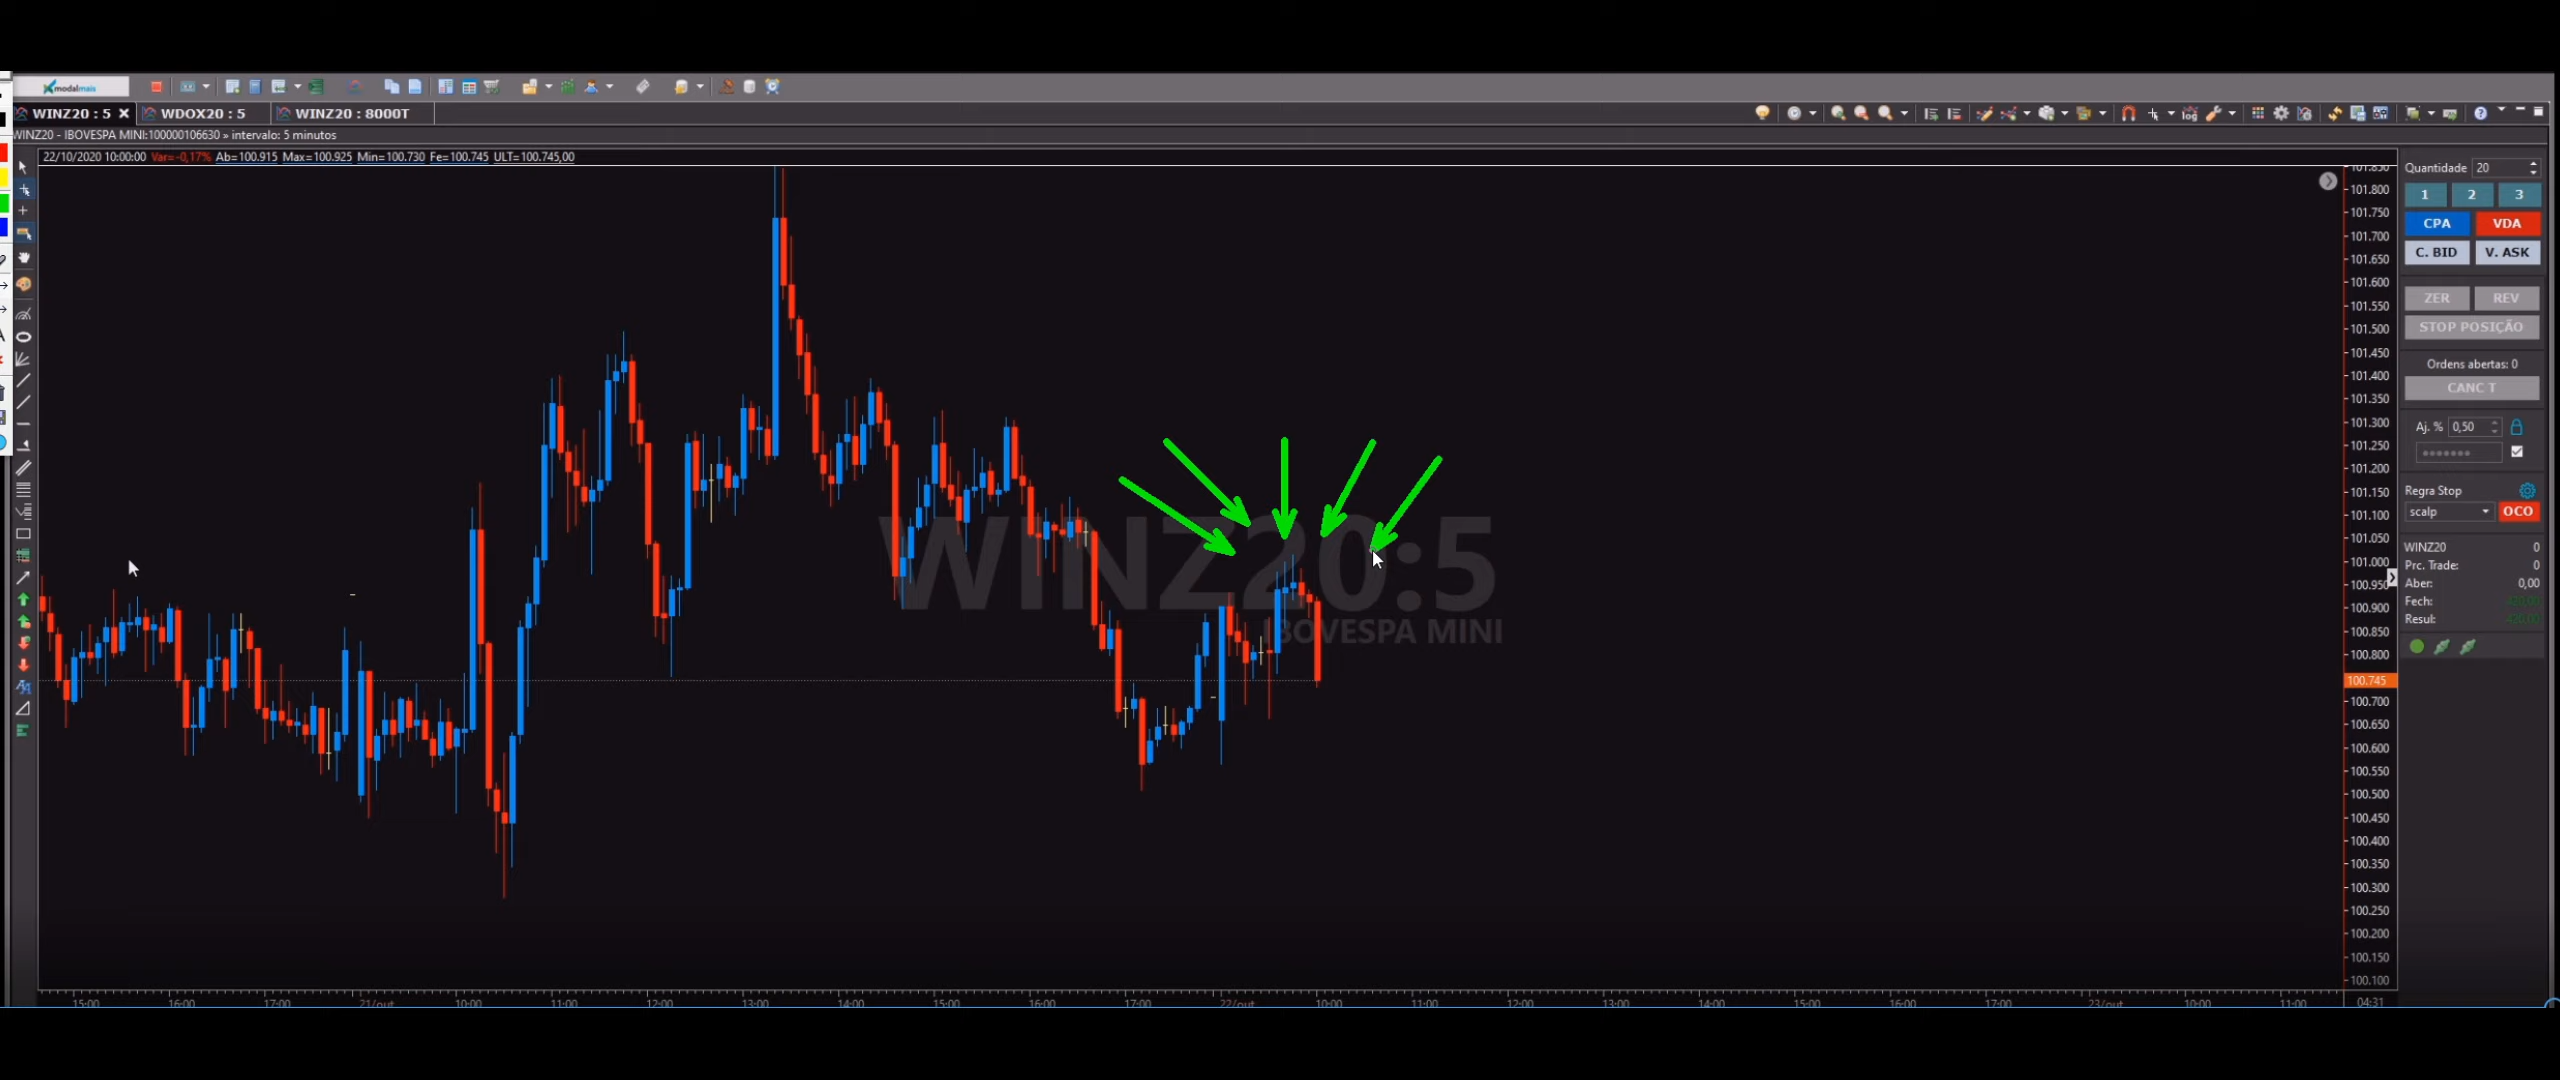 modalmais
WINZ20 : 5 WDOX20 : 5 WINZ20 : 8000T
WINZ20 - IBOVESPA MINI:100000106630 » intervalo: 5 minutos
22/10/2020 10:00:00 Var=-0,17% Ab=100.915 Max=100.925 Min=100.730 Fe=100.745 ULT=100.745,00
log
WINZ20:5
IBOVESPA MINI
101.850
101.800
101.750
101.700
101.650
101.600
101.550
101.500
101.450
101.400
101.350
101.300
101.250
101.200
101.150
101.100
101.050
101.000
100.950
100.900
100.850
100.800
100.745
100.700
100.650
100.600
100.550
100.500
100.450
100.400
100.350
100.300
100.250
100.200
100.150
100.100
15:00 16:00 17:00 21/out 10:00 11:00 12:00 13:00 14:00 15:00 16:00 17:00 22/out 10:00 11:00 12:00 13:00 14:00 15:00 16:00 17:00 23/out 10:00 11:00 04:31
Quantidade 20
1 2 3
CPA VDA
C. BID V. ASK
ZER REV
STOP POSIÇÃO
Ordens abertas: 0
CANC T
Aj. % 0,50
Regra Stop
scalp OCO
WINZ20 0
Prc. Trade: 0
Aber: 0,00
Fech:
Resul: